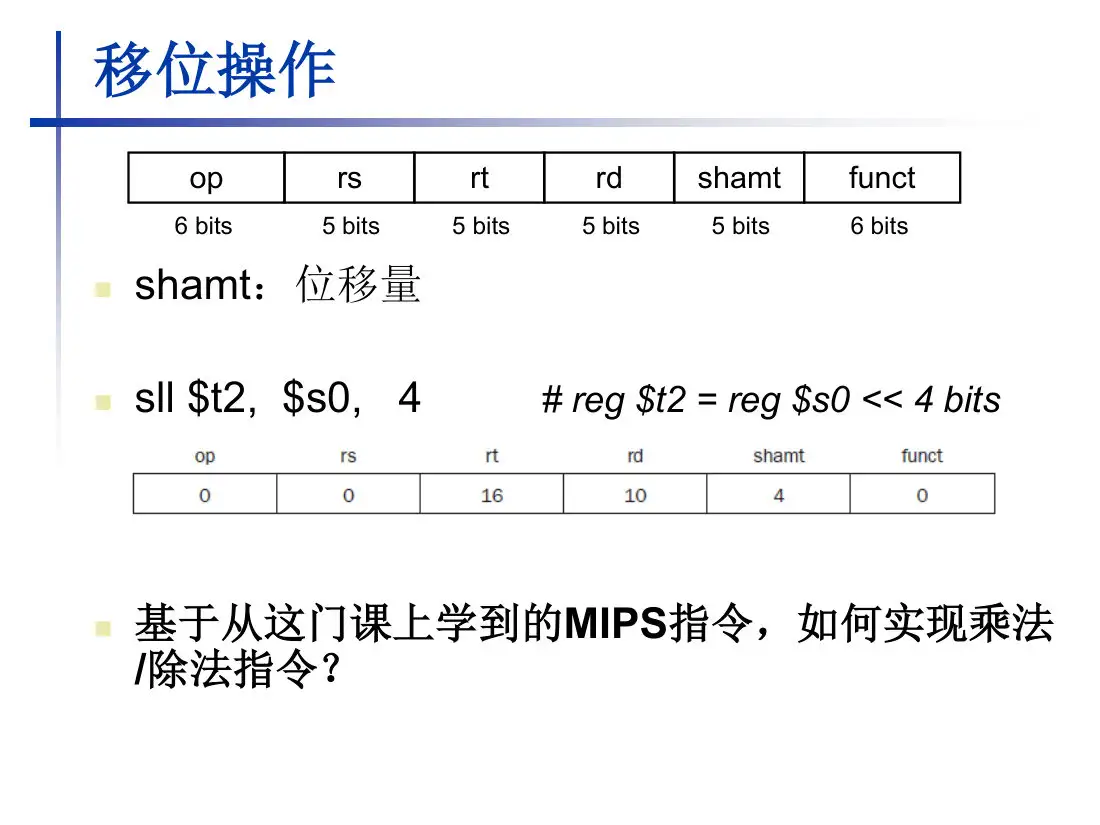 移位操作
op rs rt rd shamt funct
6 bits 5 bits 5 bits 5 bits 5 bits 6 bits
shamt：位移量
sll $t2, $s0, 4 # reg $t2 = reg $s0 << 4 bits
op rs rt rd shamt funct
0 0 16 10 4 0
基于从这门课上学到的MIPS指令，如何实现乘法
/除法指令？